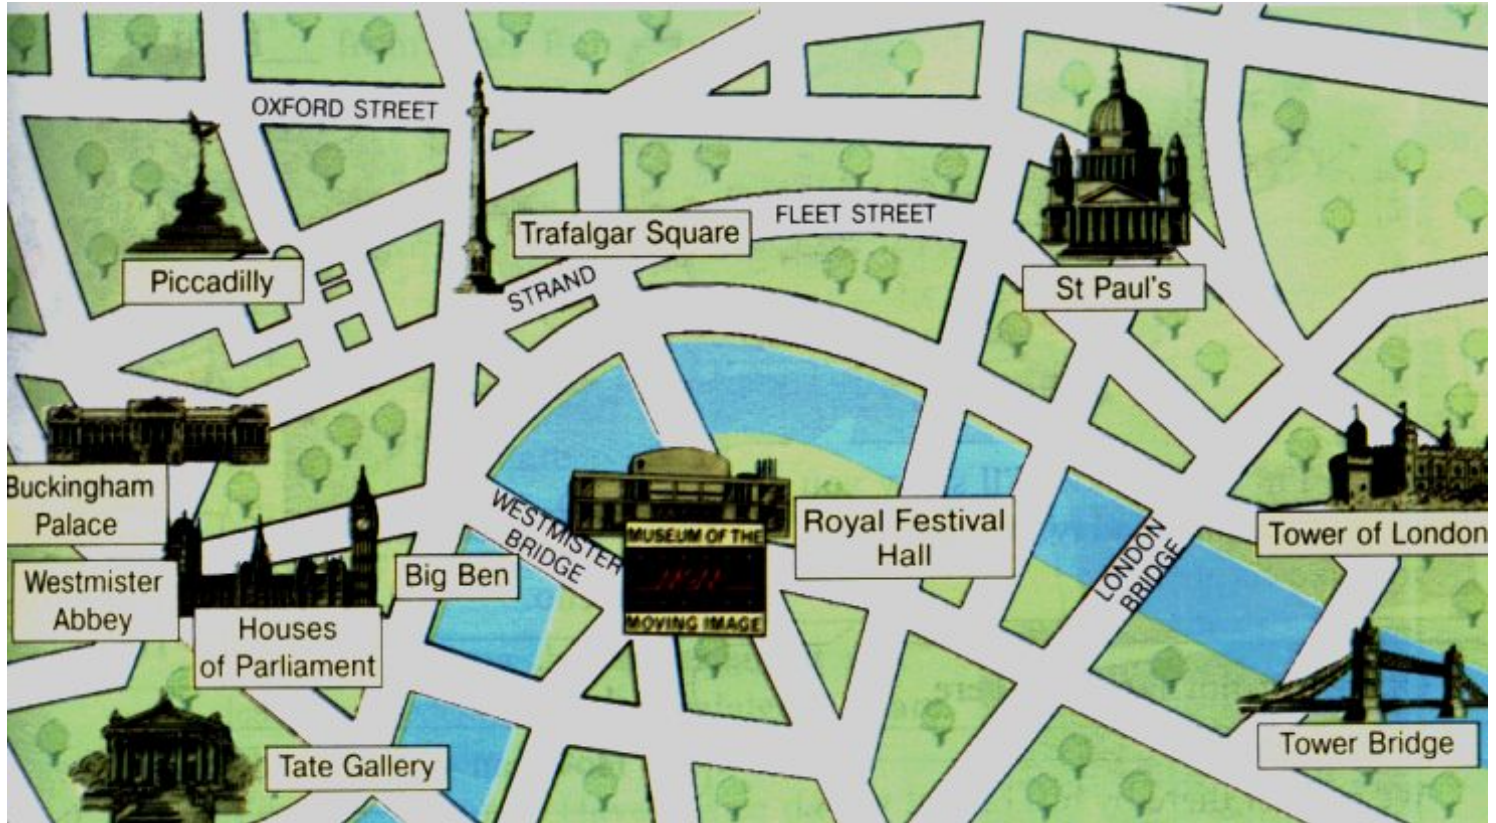 OXFORD STREET
Trafalgar Square
FLEET STREET
Piccadilly
STRAND
St Paul's
Buckingham
Palace
WESTMISTER
BRIDGE
Royal Festival
Hall
MUSEUM OF THE
MOVING IMAGE
LONDON
BRIDGE
Tower of London
Westmister
Abbey
Big Ben
Houses
of Parliament
Tate Gallery
Tower Bridge